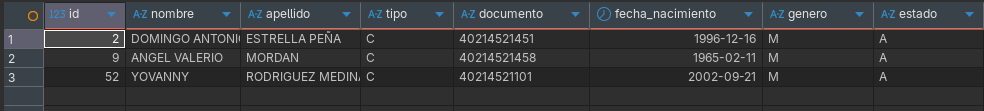 123 id A-Z nombre A-Z apellido A-Z tipo A-Z documento fecha_nacimiento A-Z genero A-Z estado
1 2 DOMINGO ANTONI ESTRELLA PEÑA C 40214521451 1996-12-16 M A
2 9 ANGEL VALERIO MORDAN C 40214521458 1965-02-11 M A
3 52 YOVANNY RODRIGUEZ MEDINA C 40214521101 2002-09-21 M A